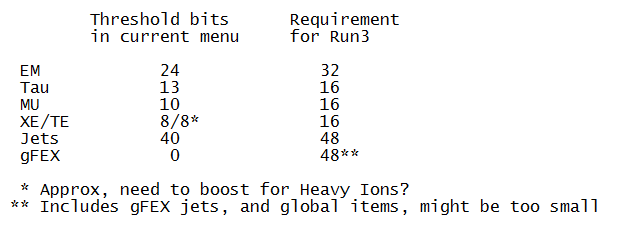 Threshold bits Requirement
in current menu for Run3
EM 24 32
Tau 13 16
MU 10 16
XE/TE 8/8* 16
Jets 40 48
gFEX 0 48**
* Approx, need to boost for Heavy Ions?
** Includes gFEX jets, and global items, might be too small